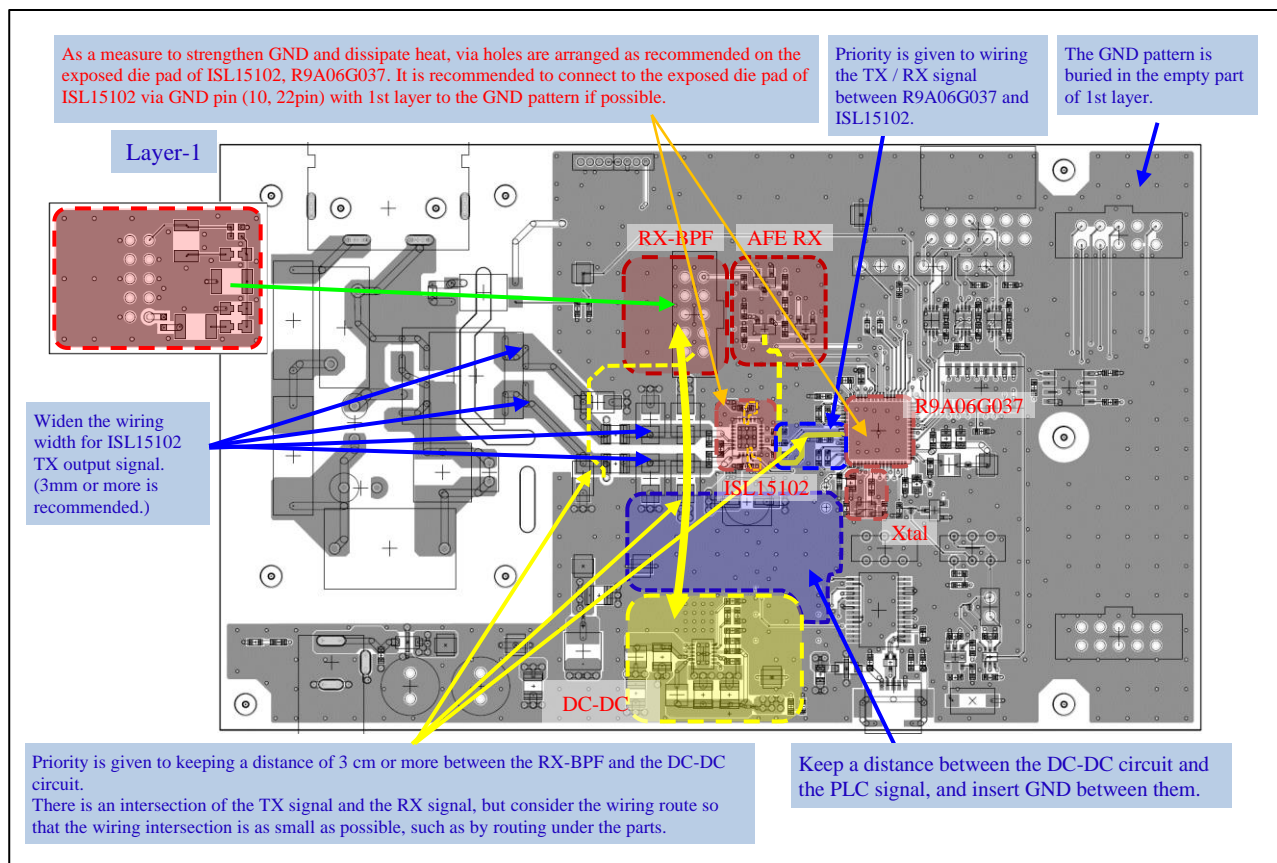 As a measure to strengthen GND and dissipate heat, via holes are arranged as recommended on the
exposed die pad of ISL15102, R9A06G037. It is recommended to connect to the exposed die pad of
ISL15102 via GND pin (10, 22pin) with 1st layer to the GND pattern if possible.
Priority is given to wiring
the TX / RX signal
between R9A06G037 and
ISL15102.
The GND pattern is
buried in the empty part
of 1st layer.
Layer-1
RX-BPF
AFE RX
R9A06G037
Widen the wiring
width for ISL15102
TX output signal.
(3mm or more is
recommended.)
ISL15102
Xtal
DC-DC
Priority is given to keeping a distance of 3 cm or more between the RX-BPF and the DC-DC
circuit.
There is an intersection of the TX signal and the RX signal, but consider the wiring route so
that the wiring intersection is as small as possible, such as by routing under the parts.
Keep a distance between the DC-DC circuit and
the PLC signal, and insert GND between them.